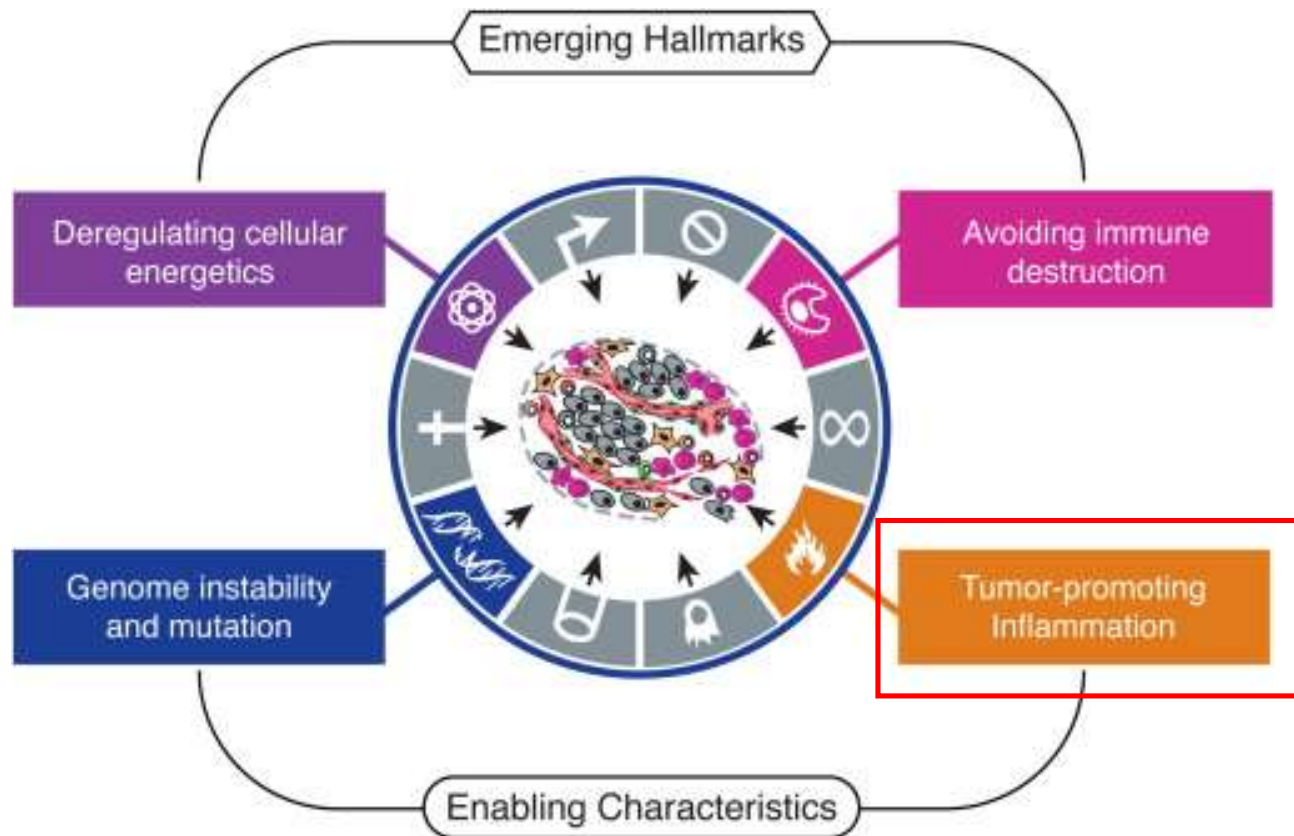 Emerging Hallmarks
Deregulating cellular
energetics
Avoiding immune
destruction
Genome instability
and mutation
Tumor-promoting
Inflammation
Enabling Characteristics